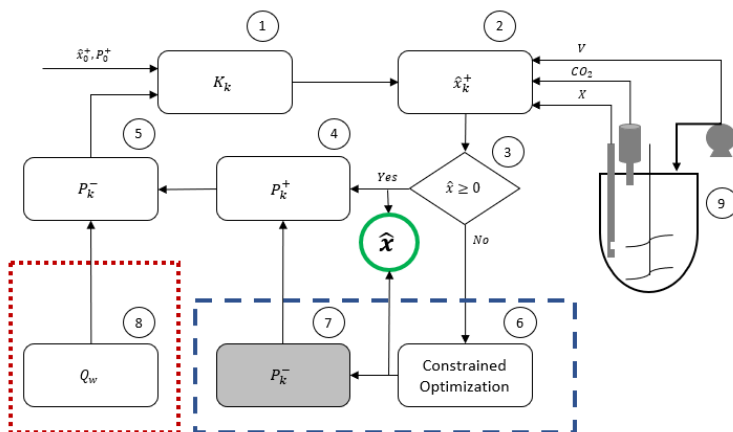 1
2
x̂₀⁺, P₀⁺
K_k
x̂_k⁺
V
CO₂
X
5
4
3
P_k⁻
P_k⁺
Yes
x̂ ≥ 0
9
x̂
No
8
7
6
Q_w
P_k⁻
Constrained
Optimization